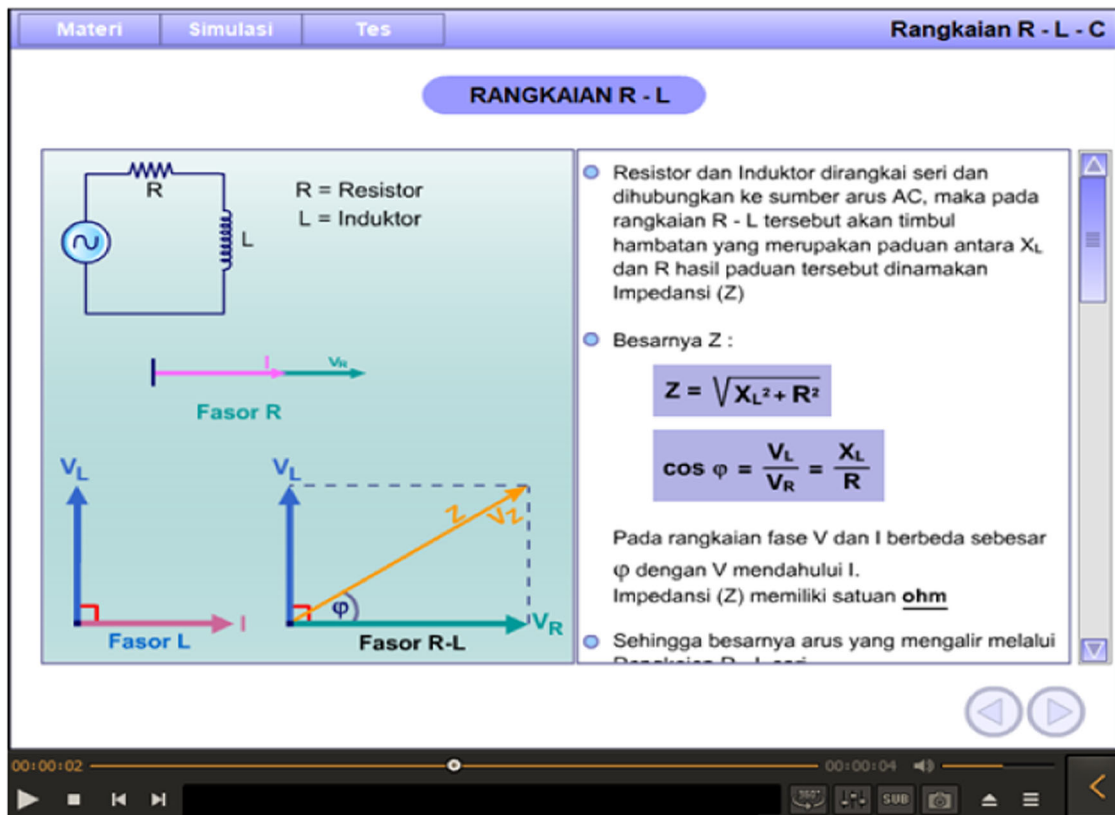 Materi
Simulasi
Tes
Rangkaian R - L - C
RANGKAIAN R - L
R
L
R = Resistor
L = Induktor
I
VR
Fasor R
VL
I
Fasor L
VL
Z
VZ
φ
VR
Fasor R-L
Resistor dan Induktor dirangkai seri dan
dihubungkan ke sumber arus AC, maka pada
rangkaian R - L tersebut akan timbul
hambatan yang merupakan paduan antara XL
dan R hasil paduan tersebut dinamakan
Impedansi (Z)
Besarnya Z :
Z = √XL² + R²
cos φ = VL/VR = XL/R
Pada rangkaian fase V dan I berbeda sebesar
φ dengan V mendahului I.
Impedansi (Z) memiliki satuan ohm
Sehingga besarnya arus yang mengalir melalui
00:00:02
00:00:04
360°
SUB